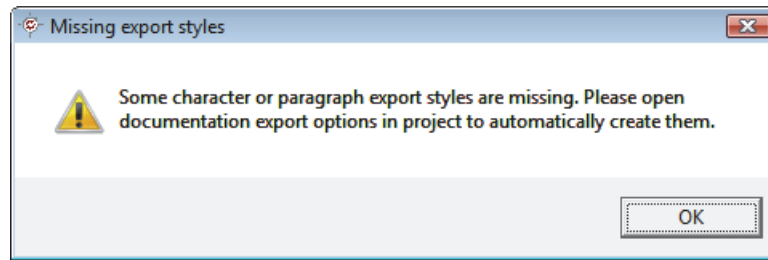 Missing export styles
Some character or paragraph export styles are missing. Please open
documentation export options in project to automatically create them.
OK